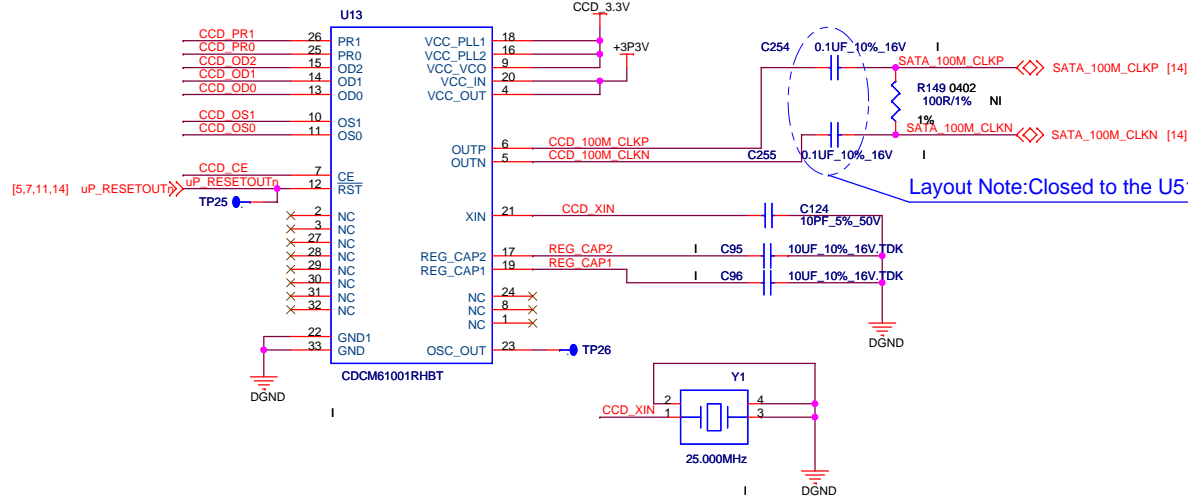 CCD_3.3V
U13
+3P3V
CCD_PR1 26 PR1 VCC_PLL1 18
CCD_PR0 25 PR0 VCC_PLL2 16
CCD_OD2 15 OD2 VCC_VCO 9
CCD_OD1 14 OD1 VCC_IN 20
CCD_OD0 13 OD0 VCC_OUT 4
CCD_OS1 10 OS1
CCD_OS0 11 OS0
C254 0.1UF_10%_16V I
SATA_100M_CLKP SATA_100M_CLKP [14]
R149 0402
100R/1% NI
1%
SATA_100M_CLKN SATA_100M_CLKN [14]
OUTP 6 CCD_100M_CLKP
OUTN 5 CCD_100M_CLKN
C255 0.1UF_10%_16V I
CCD_CE 7 CE
[5,7,11,14] uP_RESETOUTn uP_RESETOUTn 12 RST
TP25
Layout Note:Closed to the U51
2 NC
3 NC
27 NC
28 NC
29 NC
30 NC
31 NC
32 NC
XIN 21 CCD_XIN C124
10PF_5%_50V
REG_CAP2 17 REG_CAP2 I C95 10UF_10%_16V.TDK
REG_CAP1 19 REG_CAP1 I C96 10UF_10%_16V.TDK
NC 24
NC 8
NC 1
22 GND1
33 GND
OSC_OUT 23 TP26
DGND
CDCM61001RHBT
DGND
I
Y1
2 4
CCD_XIN 1 3
25.000MHz
I
DGND